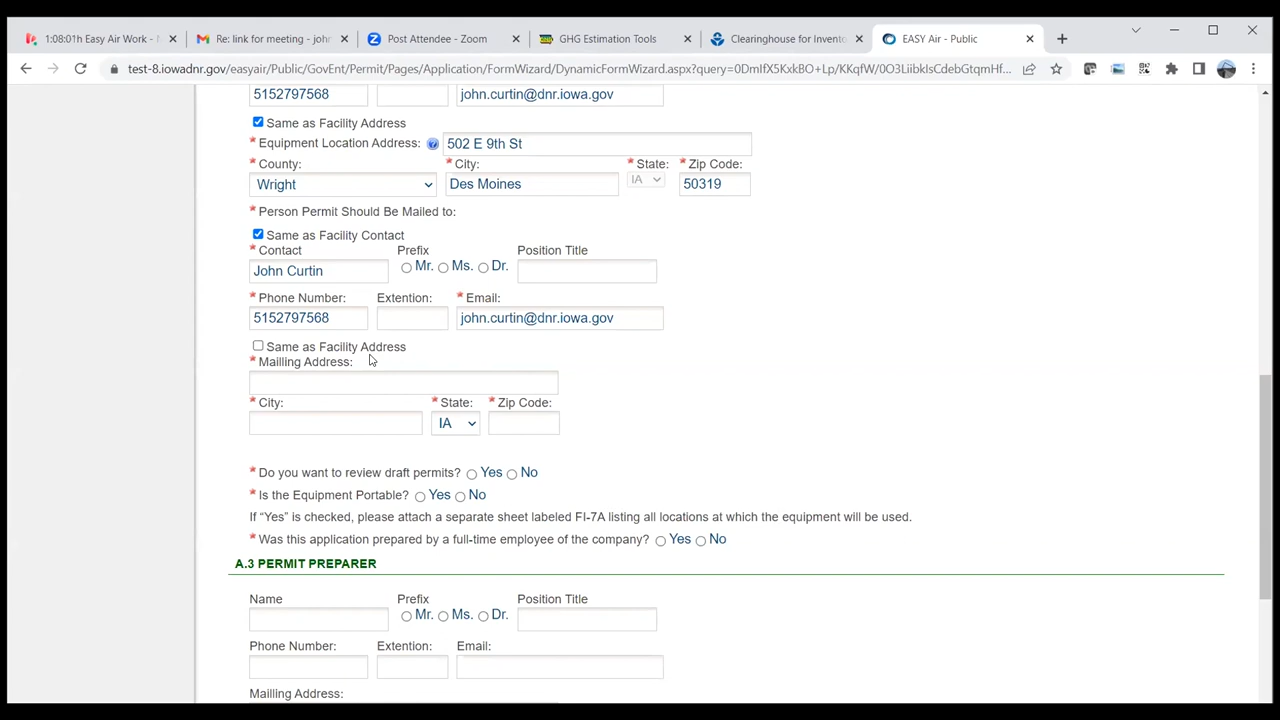 1:08:01h Easy Air Work -
Re: link for meeting - john
Post Attendee - Zoom
GHG Estimation Tools
Clearinghouse for Invento
EASY Air - Public
test-8.iowadnr.gov/easyair/Public/GovEnt/Permit/Pages/Application/FormWizard/DynamicFormWizard.aspx?query=0DmIfX5KxkBO+Lp/KKqfW/0O3LiibkIsCdebGtqmHf...
5152797568 john.curtin@dnr.iowa.gov
Same as Facility Address
* Equipment Location Address: 502 E 9th St
* County: * City: * State: * Zip Code:
Wright Des Moines IA 50319
* Person Permit Should Be Mailed to:
Same as Facility Contact
* Contact Prefix Position Title
John Curtin Mr. Ms. Dr.
* Phone Number: Extention: * Email:
5152797568 john.curtin@dnr.iowa.gov
Same as Facility Address
* Mailling Address:
* City: * State: * Zip Code:
IA
* Do you want to review draft permits? Yes No
* Is the Equipment Portable? Yes No
If “Yes” is checked, please attach a separate sheet labeled FI-7A listing all locations at which the equipment will be used.
* Was this application prepared by a full-time employee of the company? Yes No
A.3 PERMIT PREPARER
Name Prefix Position Title
Mr. Ms. Dr.
Phone Number: Extention: Email:
Mailling Address: